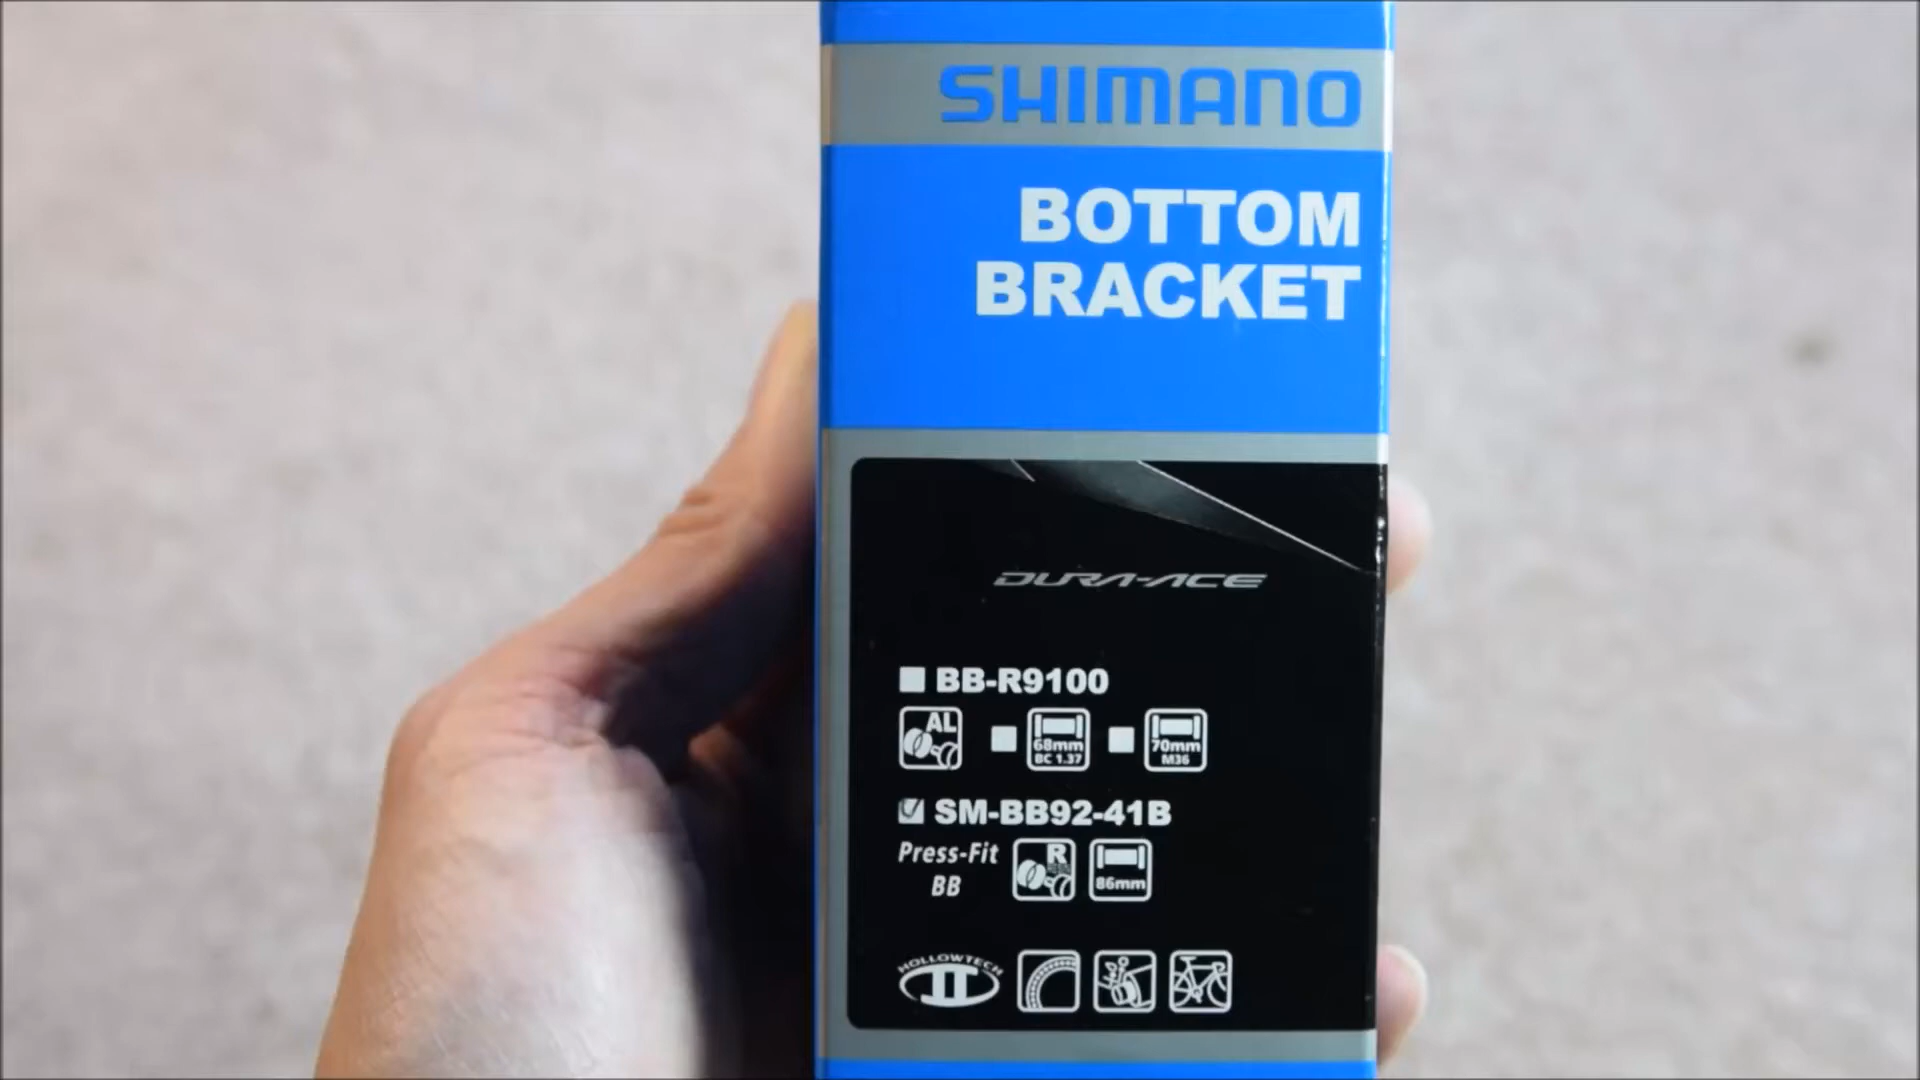 SHIMANO
BOTTOM
BRACKET
DURA-ACE
BB-R9100
AL
68mm
BC 1.37
70mm
M36
SM-BB92-41B
Press-Fit
BB
R
86mm
HOLLOWTECH
II